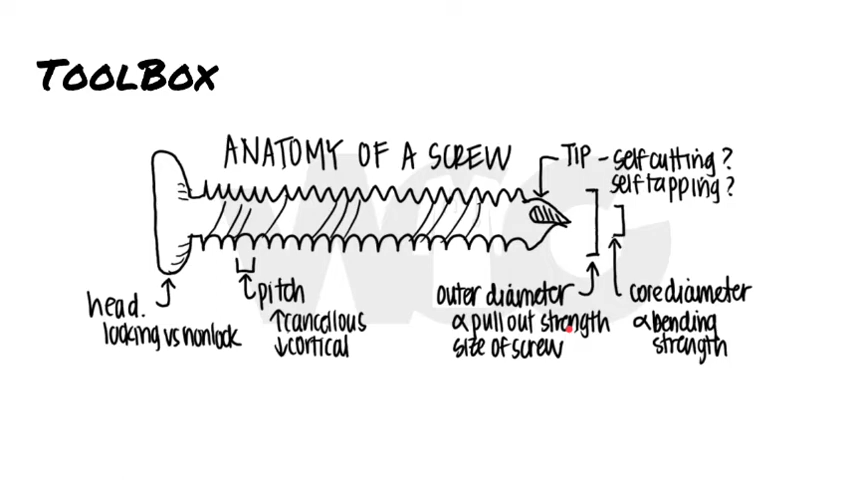 TOOLBOX
ANATOMY OF A SCREW
TIP - self cutting?
self tapping?
head.
locking vs nonlock
pitch
↑cancellous
↓cortical
outer diameter
∝ pull out strength
size of screw
core diameter
∝ bending
strength